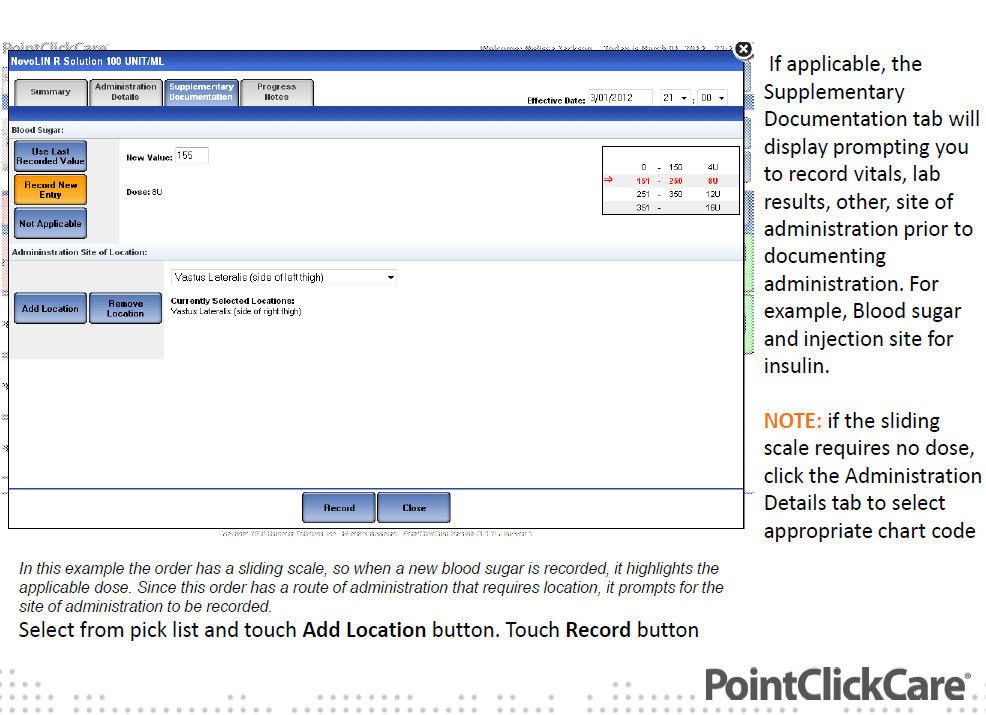 PointClickCare
Welcome: Melissa Jackson
NovoLIN R Solution 100 UNIT/ML
Summary
Administration
Details
Supplementary
Documentation
Progress
Notes
Effective Date: 3/01/2012 21 : 00
Blood Sugar:
Use Last
Recorded Value
New Value: 155
Record New
Entry
Dose: 8U
Not Applicable
0 - 150 4U
⇒ 151 - 250 8U
251 - 350 12U
351 - 16U
Admininstration Site of Location:
Vastus Lateralis (side of left thigh)
Add Location
Remove
Location
Currently Selected Locations:
Vastus Lateralis (side of right thigh)
Record
Close
If applicable, the
Supplementary
Documentation tab will
display prompting you
to record vitals, lab
results, other, site of
administration prior to
documenting
administration. For
example, Blood sugar
and injection site for
insulin.
NOTE: if the sliding
scale requires no dose,
click the Administration
Details tab to select
appropriate chart code
In this example the order has a sliding scale, so when a new blood sugar is recorded, it highlights the
applicable dose. Since this order has a route of administration that requires location, it prompts for the
site of administration to be recorded.
Select from pick list and touch Add Location button. Touch Record button
PointClickCare®